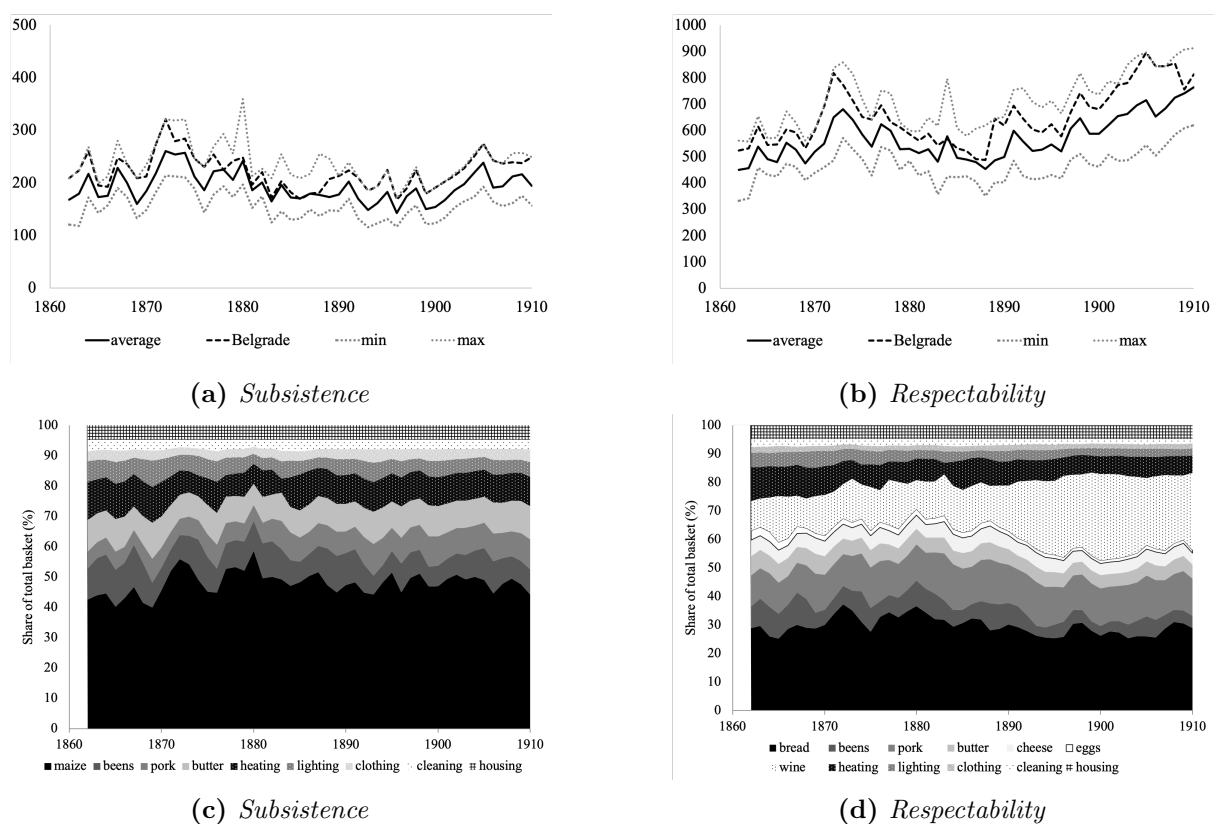 500
400
300
200
100
0
1860 1870 1880 1890 1900 1910
average Belgrade min max
(a) Subsistence
1000
900
800
700
600
500
400
300
200
100
0
1860 1870 1880 1890 1900 1910
average Belgrade min max
(b) Respectability
Share of total basket (%)
100
90
80
70
60
50
40
30
20
10
0
1860 1870 1880 1890 1900 1910
maize beens pork butter heating lighting clothing cleaning housing
(c) Subsistence
Share of total basket (%)
100
90
80
70
60
50
40
30
20
10
0
1860 1870 1880 1890 1900 1910
bread beens pork butter cheese eggs
wine heating lighting clothing cleaning housing
(d) Respectability